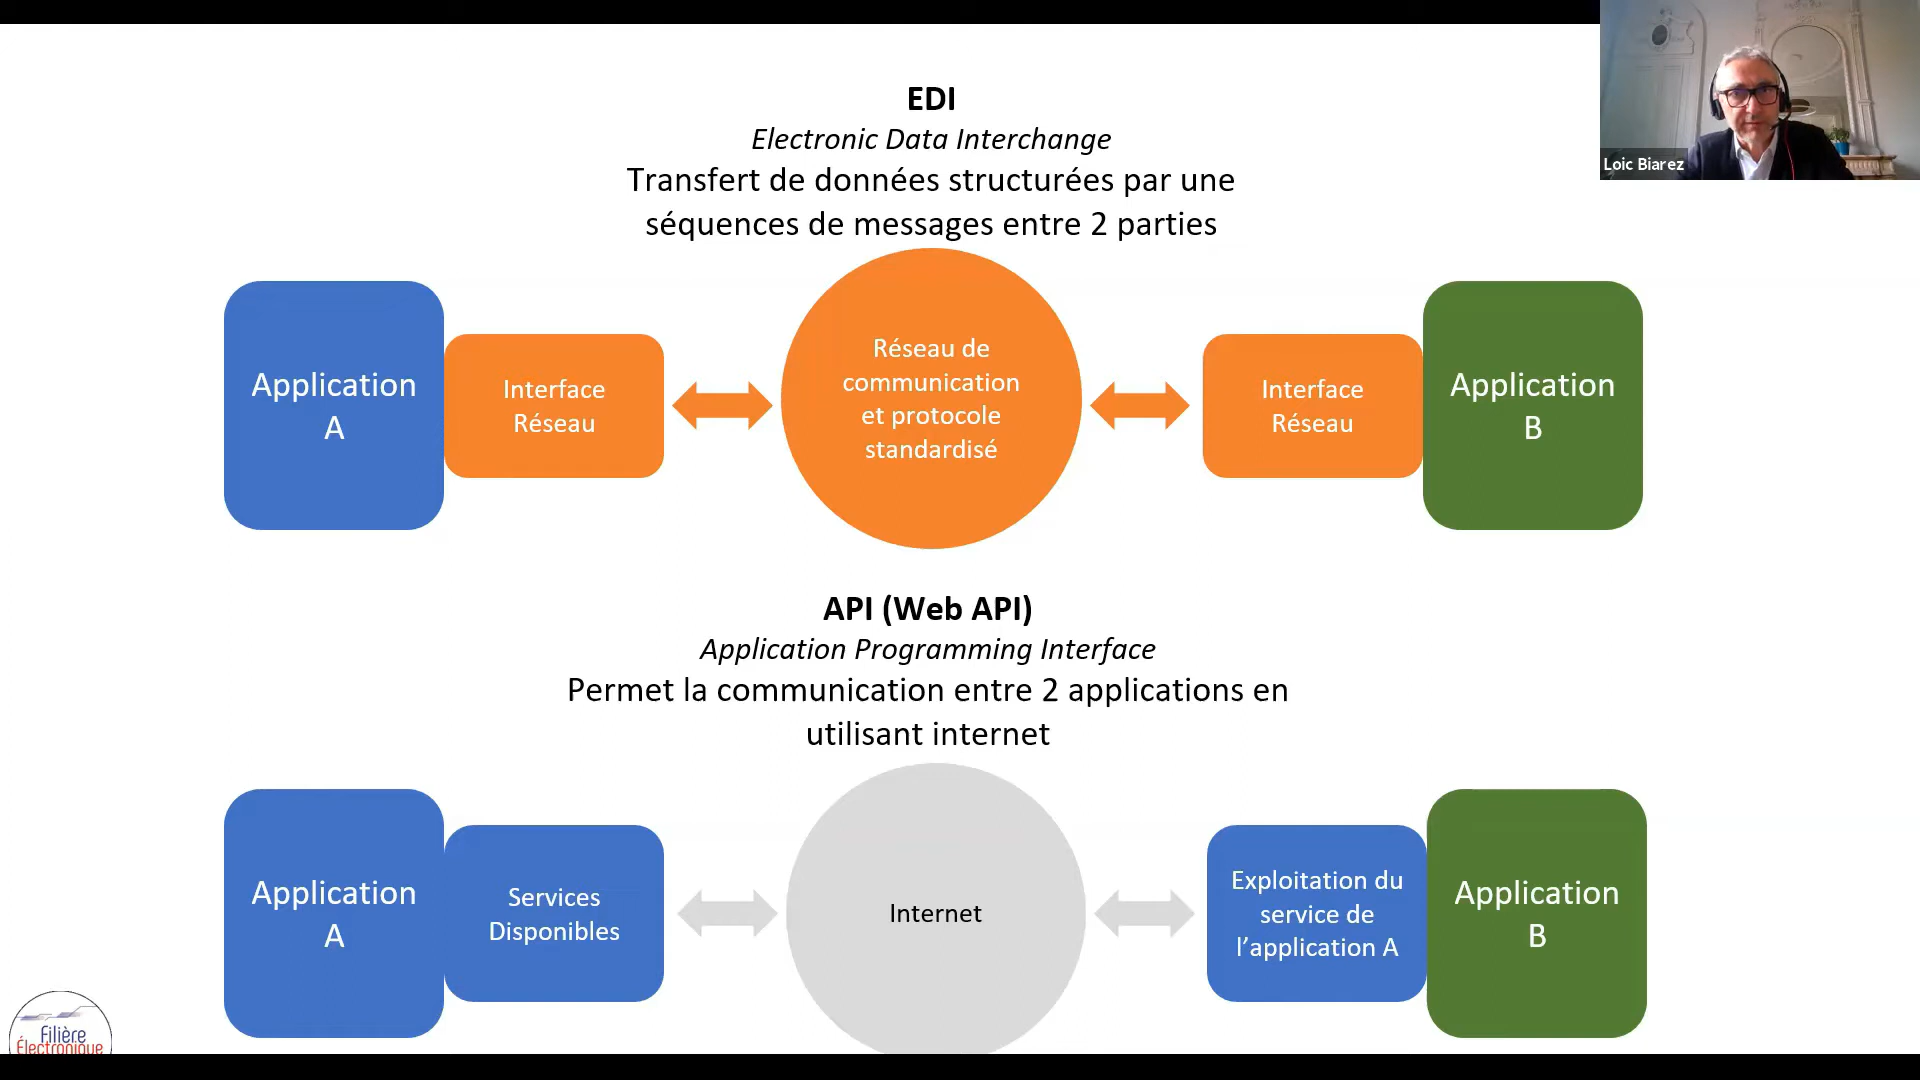 EDI
Electronic Data Interchange
Transfert de données structurées par une
séquences de messages entre 2 parties
Loic Biarez
Application
A
Interface
Réseau
Réseau de
communication
et protocole
standardisé
Interface
Réseau
Application
B
API (Web API)
Application Programming Interface
Permet la communication entre 2 applications en
utilisant internet
Application
A
Services
Disponibles
Internet
Exploitation du
service de
l’application A
Application
B
Filière
Électronique